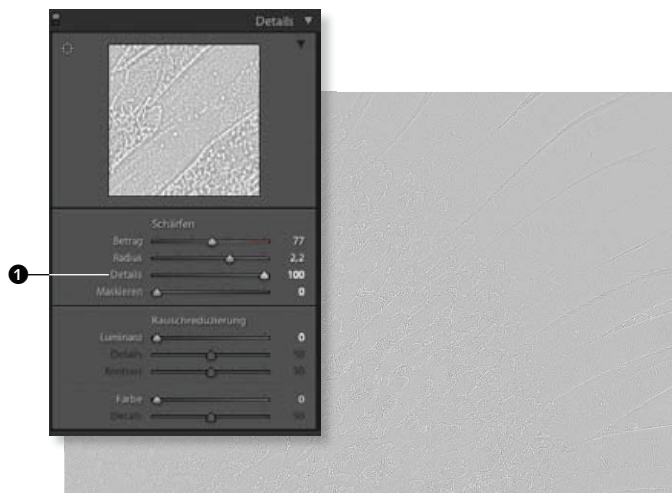 Details
Schärfen
Betrag 77
Radius 2,2
1 Details 100
Maskieren 0
Rauschreduzierung
Luminanz 0
Details 50
Kontrast 50
Farbe 0
Details 50